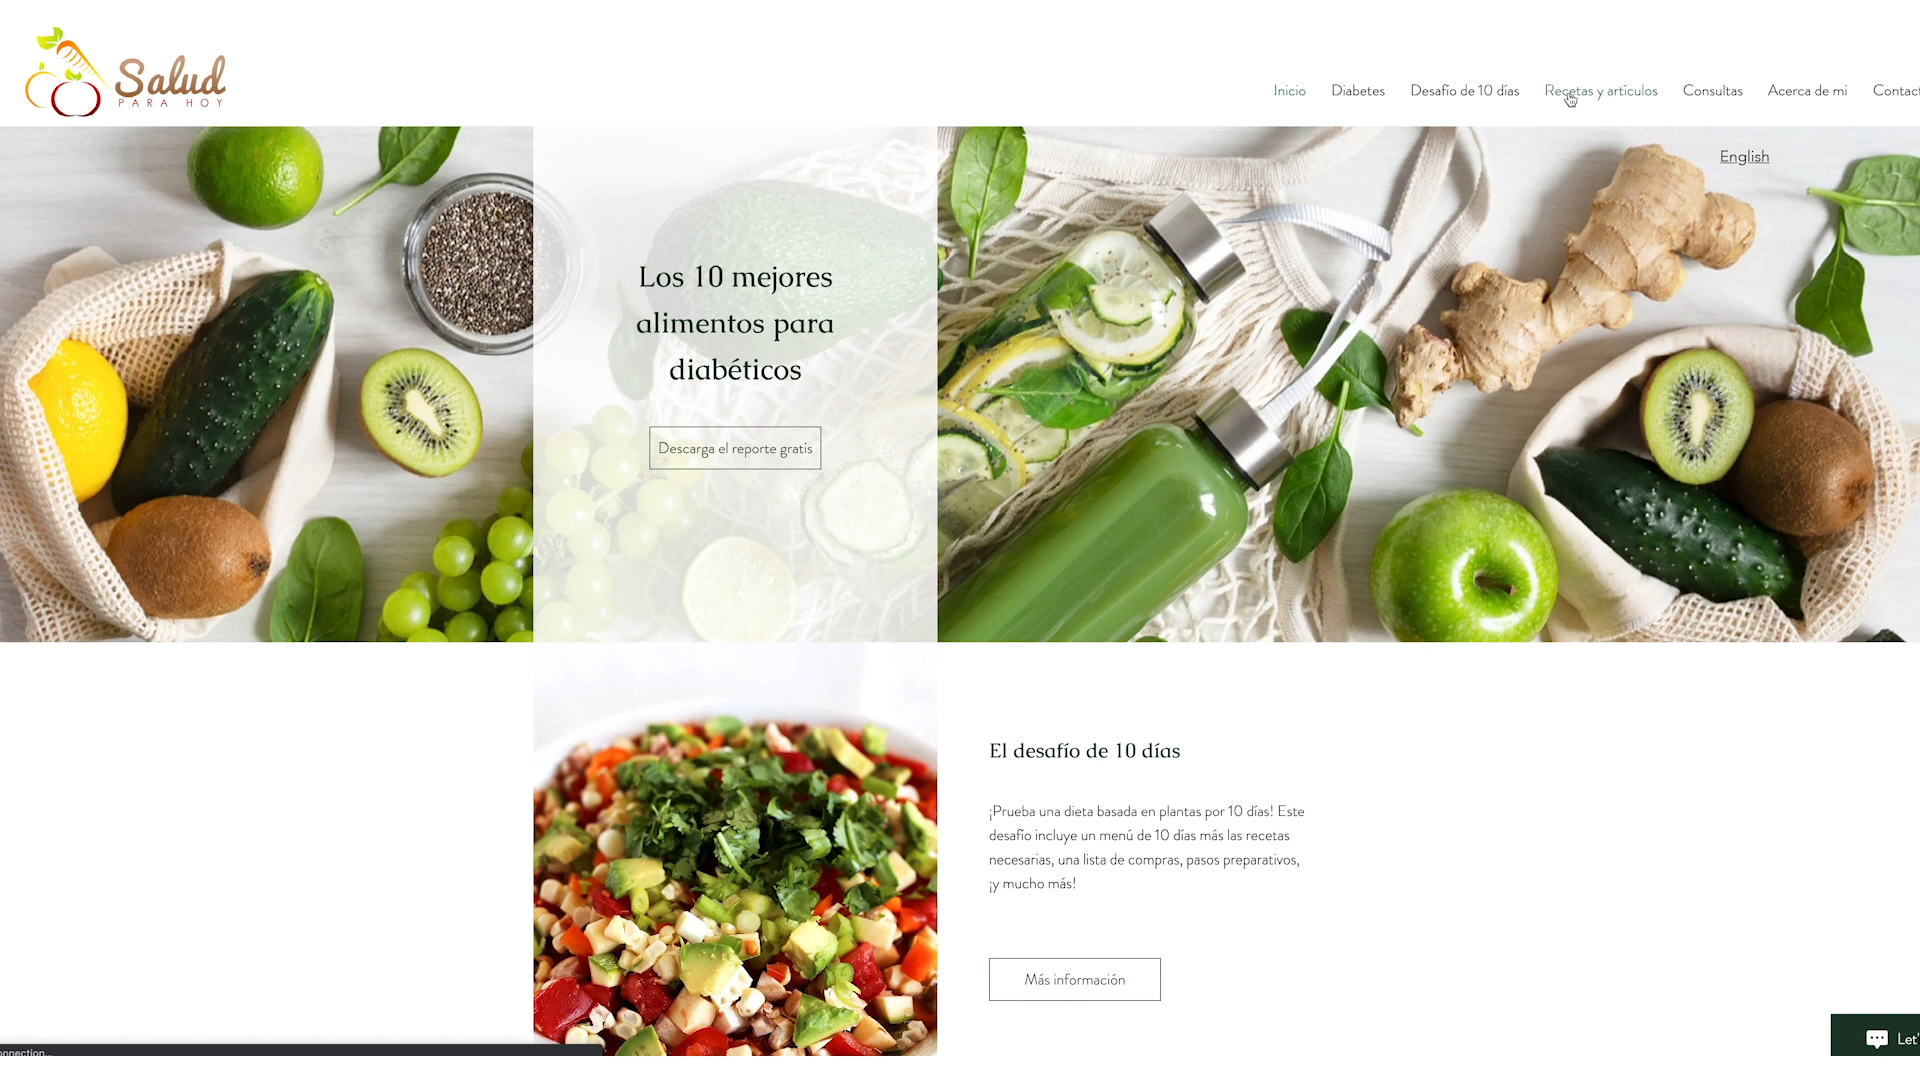 Salud
PARA HOY
Inicio
Diabetes
Desafío de 10 días
Recetas y artículos
Consultas
Acerca de mi
Contact
English
Los 10 mejores
alimentos para
diabéticos
Descarga el reporte gratis
El desafío de 10 días
¡Prueba una dieta basada en plantas por 10 días! Este
desafío incluye un menú de 10 días más las recetas
necesarias, una lista de compras, pasos preparativos,
¡y mucho más!
Más información
Let'